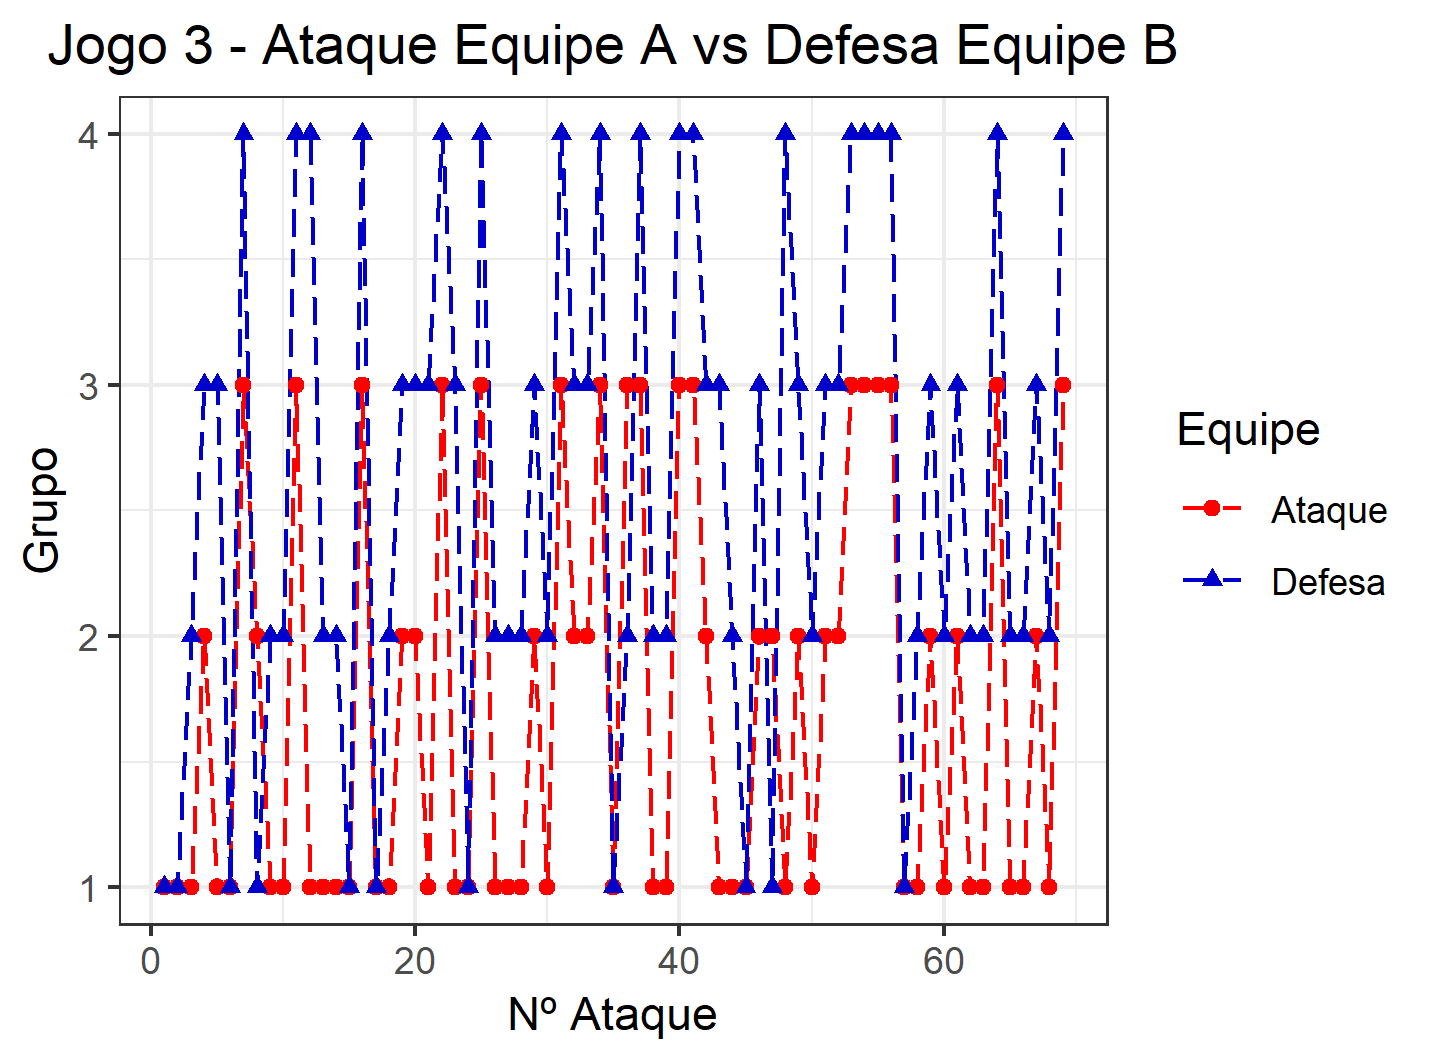 Jogo 3 - Ataque Equipe A vs Defesa Equipe B
4
3
2
1
Grupo
0
20
40
60
Nº Ataque
Equipe
Ataque
Defesa